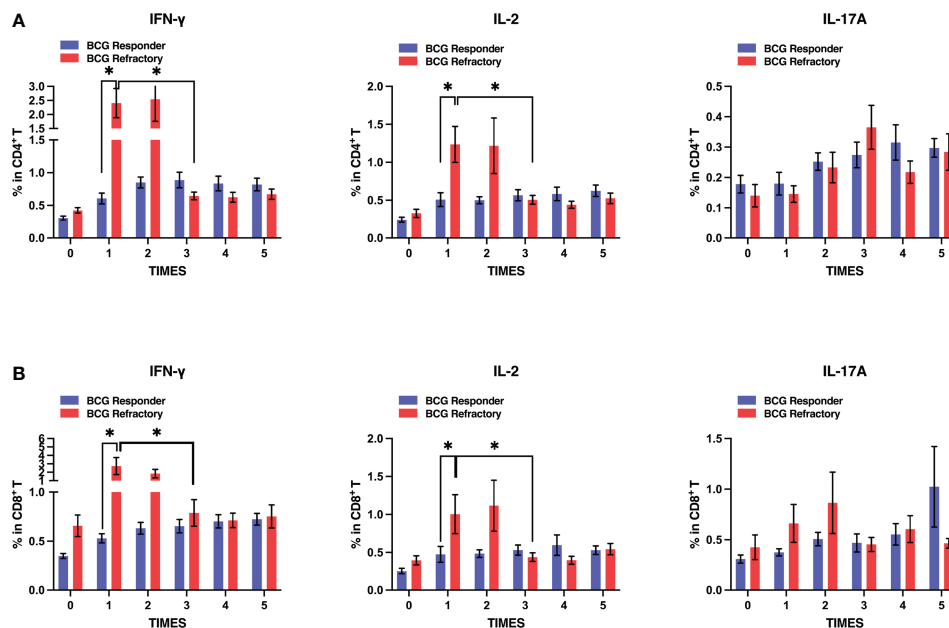 A
IFN-γ
BCG Responder
BCG Refractory
* *
3.0
2.5
2.0
1.5
1.5
1.0
0.5
0.0
% in CD4+ T
0 1 2 3 4 5
TIMES
IL-2
BCG Responder
BCG Refractory
* *
2.0
1.5
1.0
0.5
0.0
% in CD4+ T
0 1 2 3 4 5
TIMES
IL-17A
BCG Responder
BCG Refractory
0.5
0.4
0.3
0.2
0.1
% in CD4+ T
0 1 2 3 4 5
TIMES
B
IFN-γ
BCG Responder
BCG Refractory
* *
6
5
4
3
2
1.0
0.5
0.0
% in CD8+ T
0 1 2 3 4 5
TIMES
IL-2
BCG Responder
BCG Refractory
* *
2.0
1.5
1.0
0.5
0.0
% in CD8+ T
0 1 2 3 4 5
TIMES
IL-17A
BCG Responder
BCG Refractory
1.5
1.0
0.5
0.0
% in CD8+ T
0 1 2 3 4 5
TIMES